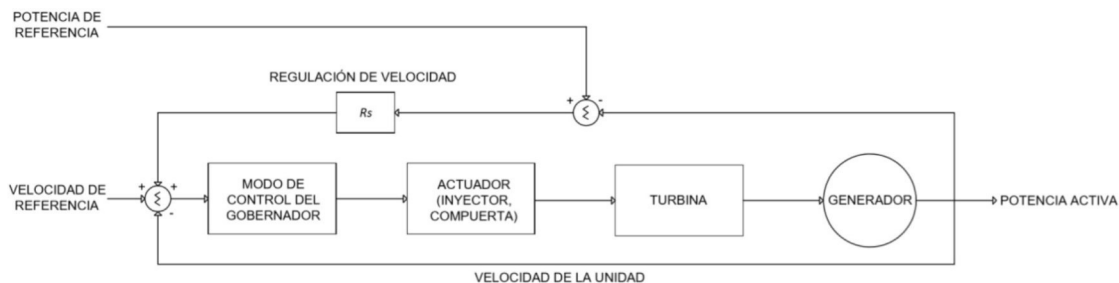 POTENCIA DE
REFERENCIA
REGULACIÓN DE VELOCIDAD
+
-
Rs
VELOCIDAD DE
REFERENCIA
+
+
-
MODO DE
CONTROL DEL
GOBERNADOR
ACTUADOR
(INYECTOR,
COMPUERTA)
TURBINA
GENERADOR
POTENCIA ACTIVA
VELOCIDAD DE LA UNIDAD